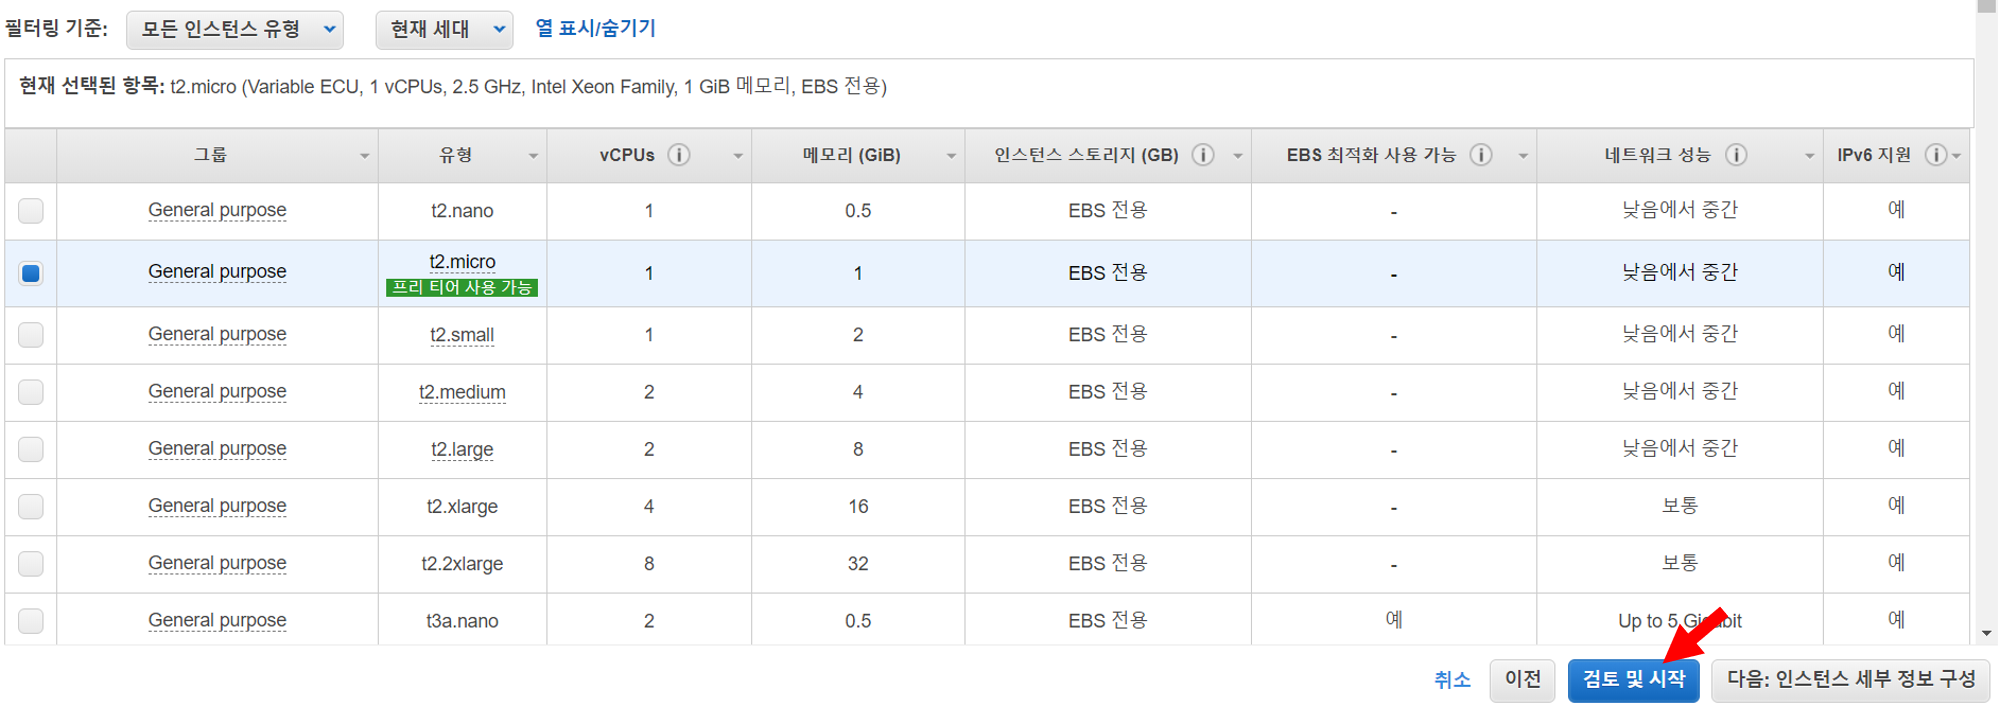 필터링 기준: 모든 인스턴스 유형 현재 세대 열 표시/숨기기
현재 선택된 항목: t2.micro (Variable ECU, 1 vCPUs, 2.5 GHz, Intel Xeon Family, 1 GiB 메모리, EBS 전용)
그룹 유형 vCPUs i 메모리 (GiB) 인스턴스 스토리지 (GB) i EBS 최적화 사용 가능 i 네트워크 성능 i IPv6 지원 i
General purpose t2.nano 1 0.5 EBS 전용 - 낮음에서 중간 예
General purpose t2.micro 1 1 EBS 전용 - 낮음에서 중간 예
프리 티어 사용 가능
General purpose t2.small 1 2 EBS 전용 - 낮음에서 중간 예
General purpose t2.medium 2 4 EBS 전용 - 낮음에서 중간 예
General purpose t2.large 2 8 EBS 전용 - 낮음에서 중간 예
General purpose t2.xlarge 4 16 EBS 전용 - 보통 예
General purpose t2.2xlarge 8 32 EBS 전용 - 보통 예
General purpose t3a.nano 2 0.5 EBS 전용 예 Up to 5 Gigabit 예
취소 이전 검토 및 시작 다음: 인스턴스 세부 정보 구성